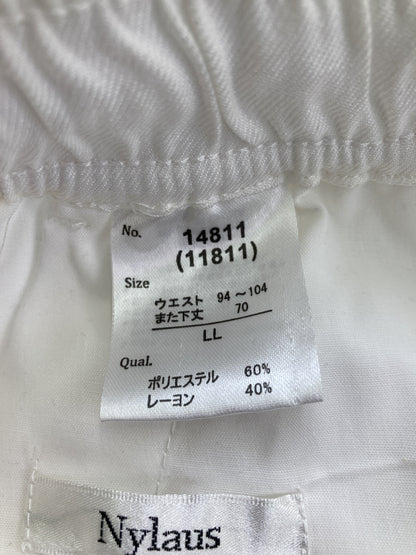 No. 14811
(11811)
Size
ウエスト 94～104
また下丈 70
LL
Qual.
ポリエステル 60%
レーヨン 40%
Nylaus